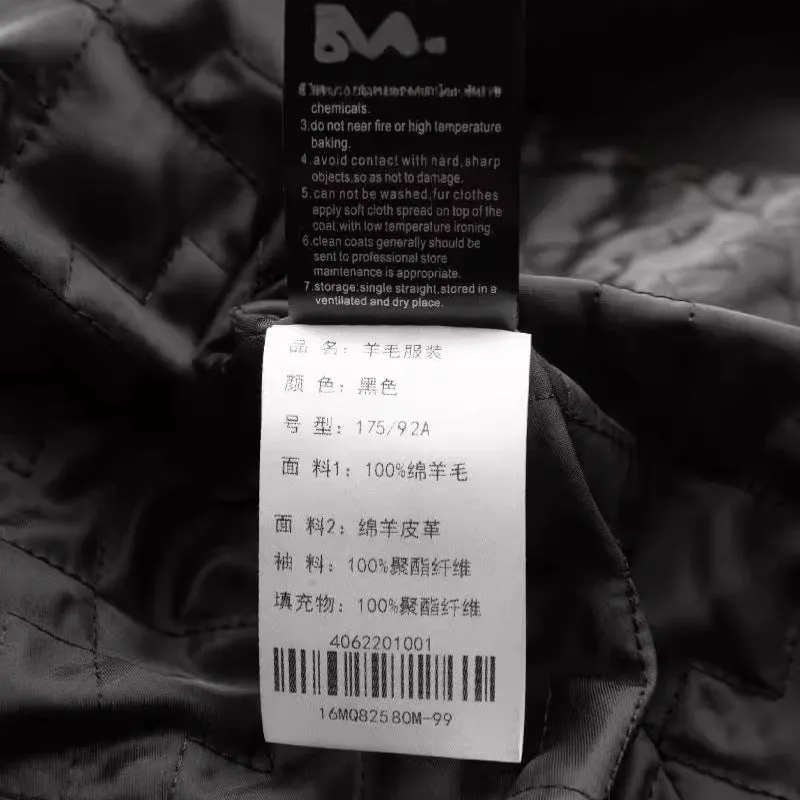 chemicals.
3.do not near fire or high temperature
baking.
4.avoid contact with hard,sharp
objects,so as not to damage.
5.can not be washed,fur clothes
apply soft cloth spread on top of the
coat,with low temperature ironing.
6.clean coats generally should be
sent to professional store
maintenance is appropriate.
7.storage:single straight,stored in a
ventilated and dry place.
品 名: 羊毛服装
颜 色: 黑色
号 型: 175/92A
面 料1: 100%绵羊毛
面 料2: 绵羊皮革
袖 料: 100%聚酯纤维
填充物: 100%聚酯纤维
4062201001
16MQ82580M-99